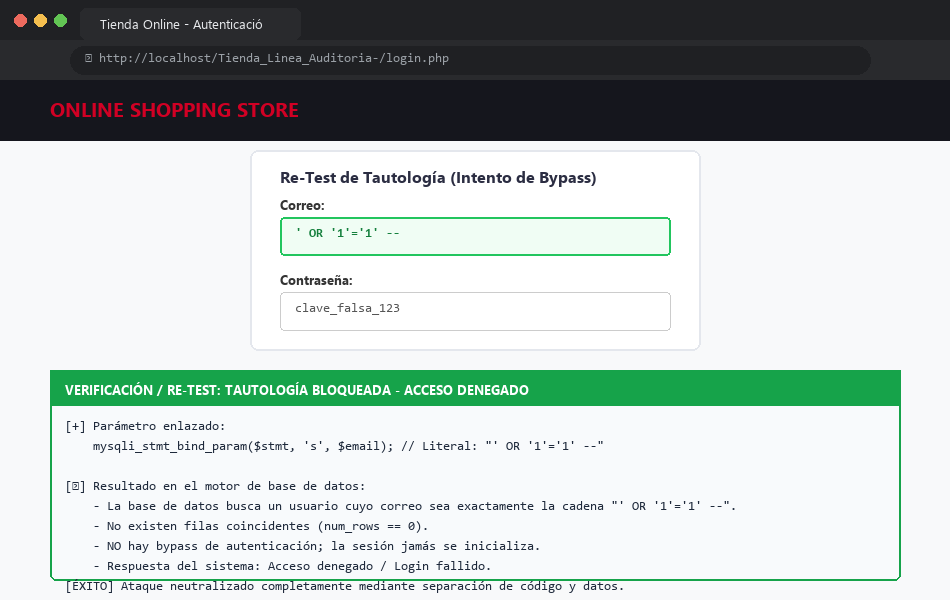 Tienda Online - Autenticació
http://localhost/Tienda_Linea_Auditoria-/login.php
ONLINE SHOPPING STORE
Re-Test de Tautología (Intento de Bypass)
Correo:
' OR '1'='1' --
Contraseña:
clave_falsa_123
VERIFICACIÓN / RE-TEST: TAUTOLOGÍA BLOQUEADA - ACCESO DENEGADO
[+] Parámetro enlazado:
mysqli_stmt_bind_param($stmt, 's', $email); // Literal: "' OR '1'='1' --"
[□] Resultado en el motor de base de datos:
- La base de datos busca un usuario cuyo correo sea exactamente la cadena "' OR '1'='1' --".
- No existen filas coincidentes (num_rows == 0).
- NO hay bypass de autenticación; la sesión jamás se inicializa.
- Respuesta del sistema: Acceso denegado / Login fallido.
[ÉXITO] Ataque neutralizado completamente mediante separación de código y datos.